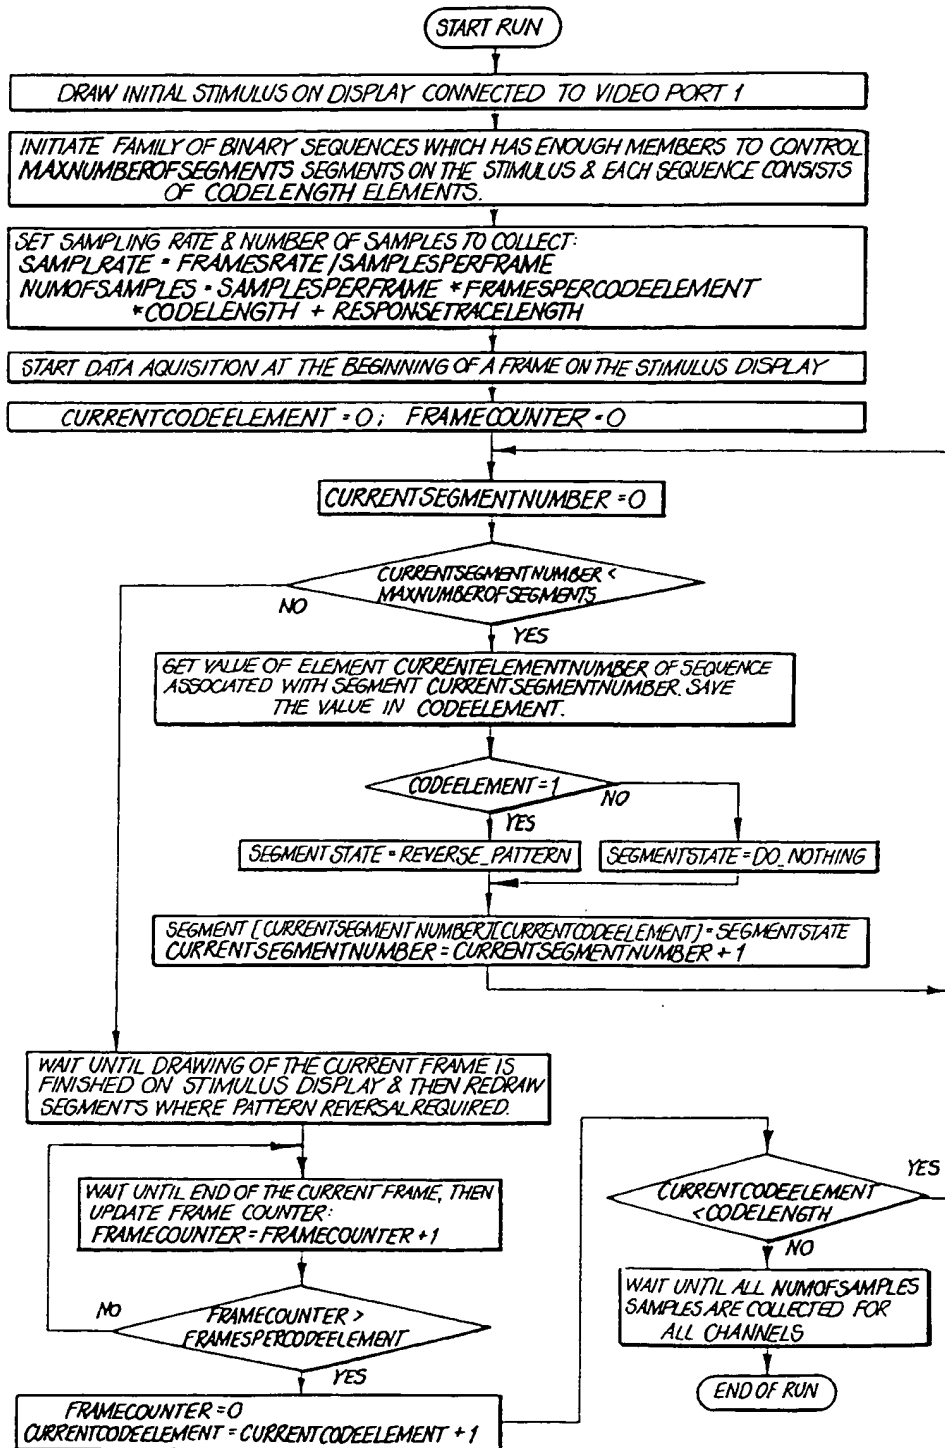 START RUN
DRAW INITIAL STIMULUS ON DISPLAY CONNECTED TO VIDEO PORT 1
INITIATE FAMILY OF BINARY SEQUENCES WHICH HAS ENOUGH MEMBERS TO CONTROL
MAXNUMBEROFSEGMENTS SEGMENTS ON THE STIMULUS & EACH SEQUENCE CONSISTS
OF CODELENGTH ELEMENTS.
SET SAMPLING RATE & NUMBER OF SAMPLES TO COLLECT:
SAMPLRATE = FRAMESRATE/SAMPLESPERFRAME
NUMOFSAMPLES = SAMPLESPERFRAME *FRAMESPERCODEELEMENT
*CODELENGTH + RESPONSETRACELENGTH
START DATA AQUISITION AT THE BEGINNING OF A FRAME ON THE STIMULUS DISPLAY
CURRENTCODEELEMENT = 0; FRAMECOUNTER = 0
CURRENTSEGMENTNUMBER = 0
CURRENTSEGMENTNUMBER <
MAXNUMBEROFSEGMENTS
NO
YES
GET VALUE OF ELEMENT CURRENTELEMENTNUMBER OF SEQUENCE
ASSOCIATED WITH SEGMENT CURRENTSEGMENTNUMBER. SAVE
THE VALUE IN CODEELEMENT.
CODEELEMENT = 1
NO
YES
SEGMENT STATE = REVERSE_PATTERN
SEGMENTSTATE = DO_NOTHING
SEGMENT [CURRENTSEGMENTNUMBER][CURRENTCODEELEMENT] = SEGMENTSTATE
CURRENTSEGMENTNUMBER = CURRENTSEGMENTNUMBER + 1
WAIT UNTIL DRAWING OF THE CURRENT FRAME IS
FINISHED ON STIMULUS DISPLAY & THEN REDRAW
SEGMENTS WHERE PATTERN REVERSAL REQUIRED.
WAIT UNTIL END OF THE CURRENT FRAME, THEN
UPDATE FRAME COUNTER:
FRAMECOUNTER = FRAMECOUNTER + 1
NO
FRAMECOUNTER >
FRAMESPERCODEELEMENT
YES
FRAMECOUNTER = 0
CURRENTCODEELEMENT = CURRENTCODEELEMENT + 1
YES
CURRENTCODEELEMENT
< CODELENGTH
NO
WAIT UNTIL ALL NUMOFSAMPLES
SAMPLES ARE COLLECTED FOR
ALL CHANNELS
END OF RUN